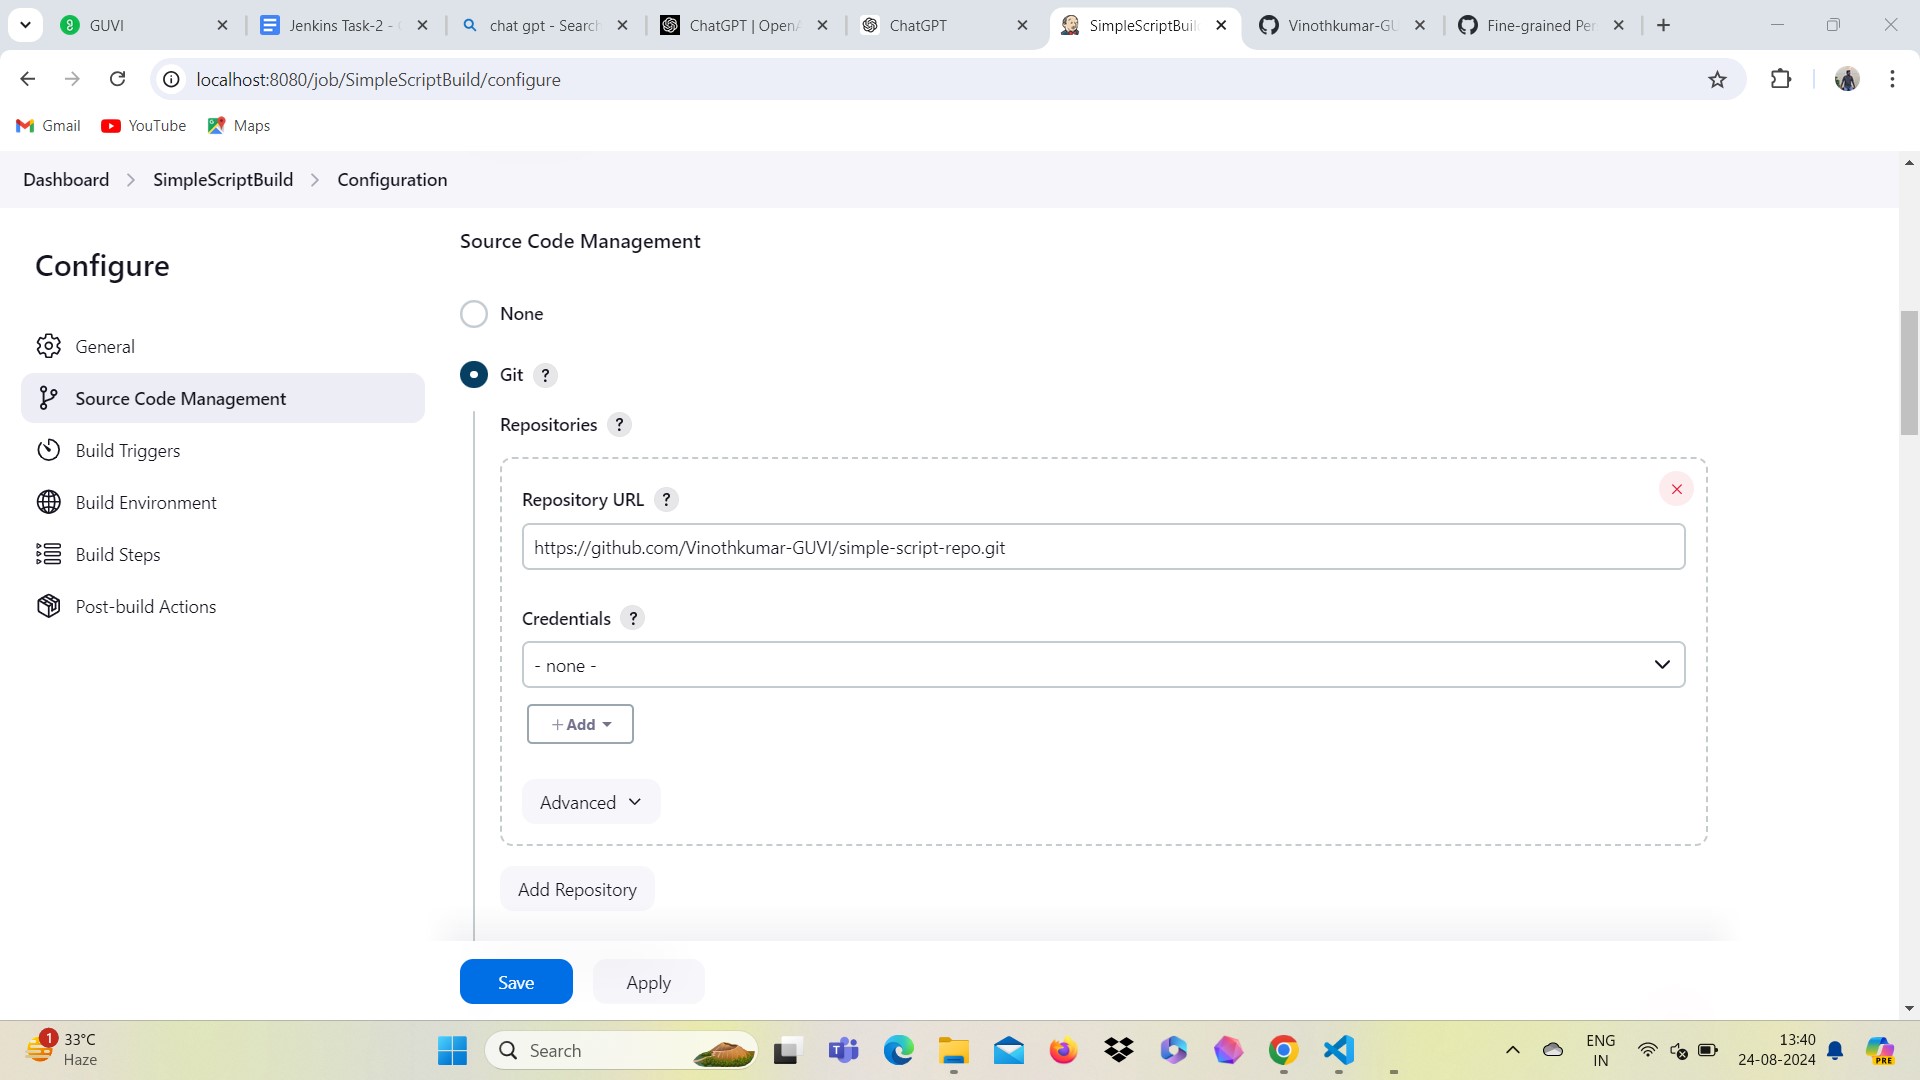 GUVI
Jenkins Task-2 -
chat gpt - Search
ChatGPT | OpenA
ChatGPT
SimpleScriptBuil
Vinothkumar-GU
Fine-grained Per
localhost:8080/job/SimpleScriptBuild/configure
Gmail
YouTube
Maps
Dashboard
SimpleScriptBuild
Configuration
Configure
General
Source Code Management
Build Triggers
Build Environment
Build Steps
Post-build Actions
Source Code Management
None
Git ?
Repositories ?
Repository URL ?
https://github.com/Vinothkumar-GUVI/simple-script-repo.git
Credentials ?
- none -
+ Add
Advanced
Add Repository
Save
Apply
1
33°C
Haze
Search
ENG
IN
13:40
24-08-2024
PRE